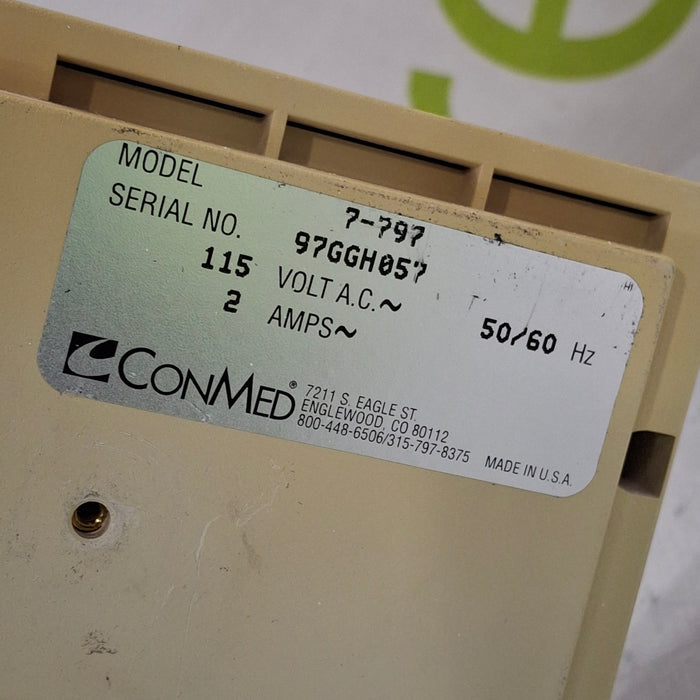 MODEL 7-797
SERIAL NO. 97GGH057
115 VOLT A.C.~ 50/60 Hz
2 AMPS~
CONMED®
7211 S. EAGLE ST.
ENGLEWOOD, CO 80112
800-448-6506/315-797-8375
MADE IN U.S.A.